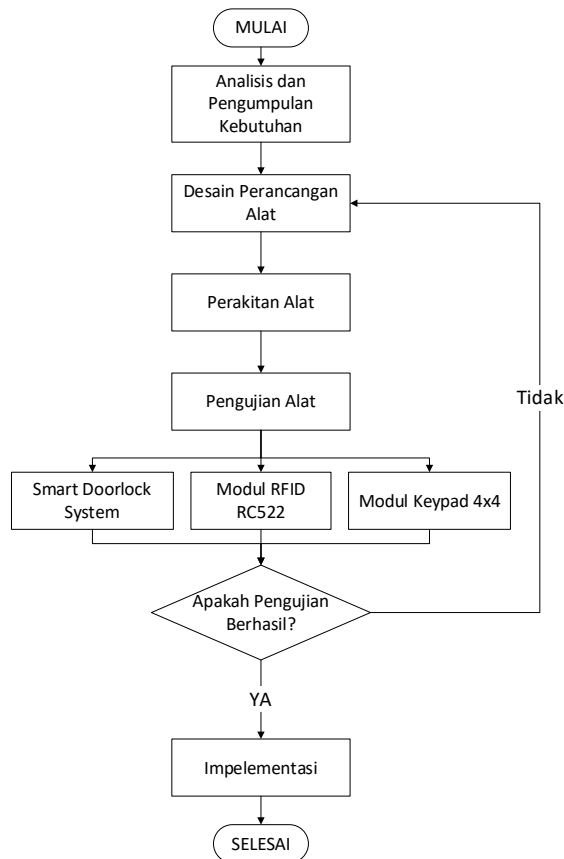 MULAI
Analisis dan
Pengumpulan
Kebutuhan
Desain Perancangan
Alat
Perakitan Alat
Pengujian Alat
Tidak
Smart Doorlock
System
Modul RFID
RC522
Modul Keypad 4x4
Apakah Pengujian
Berhasil?
YA
Impelementasi
SELESAI